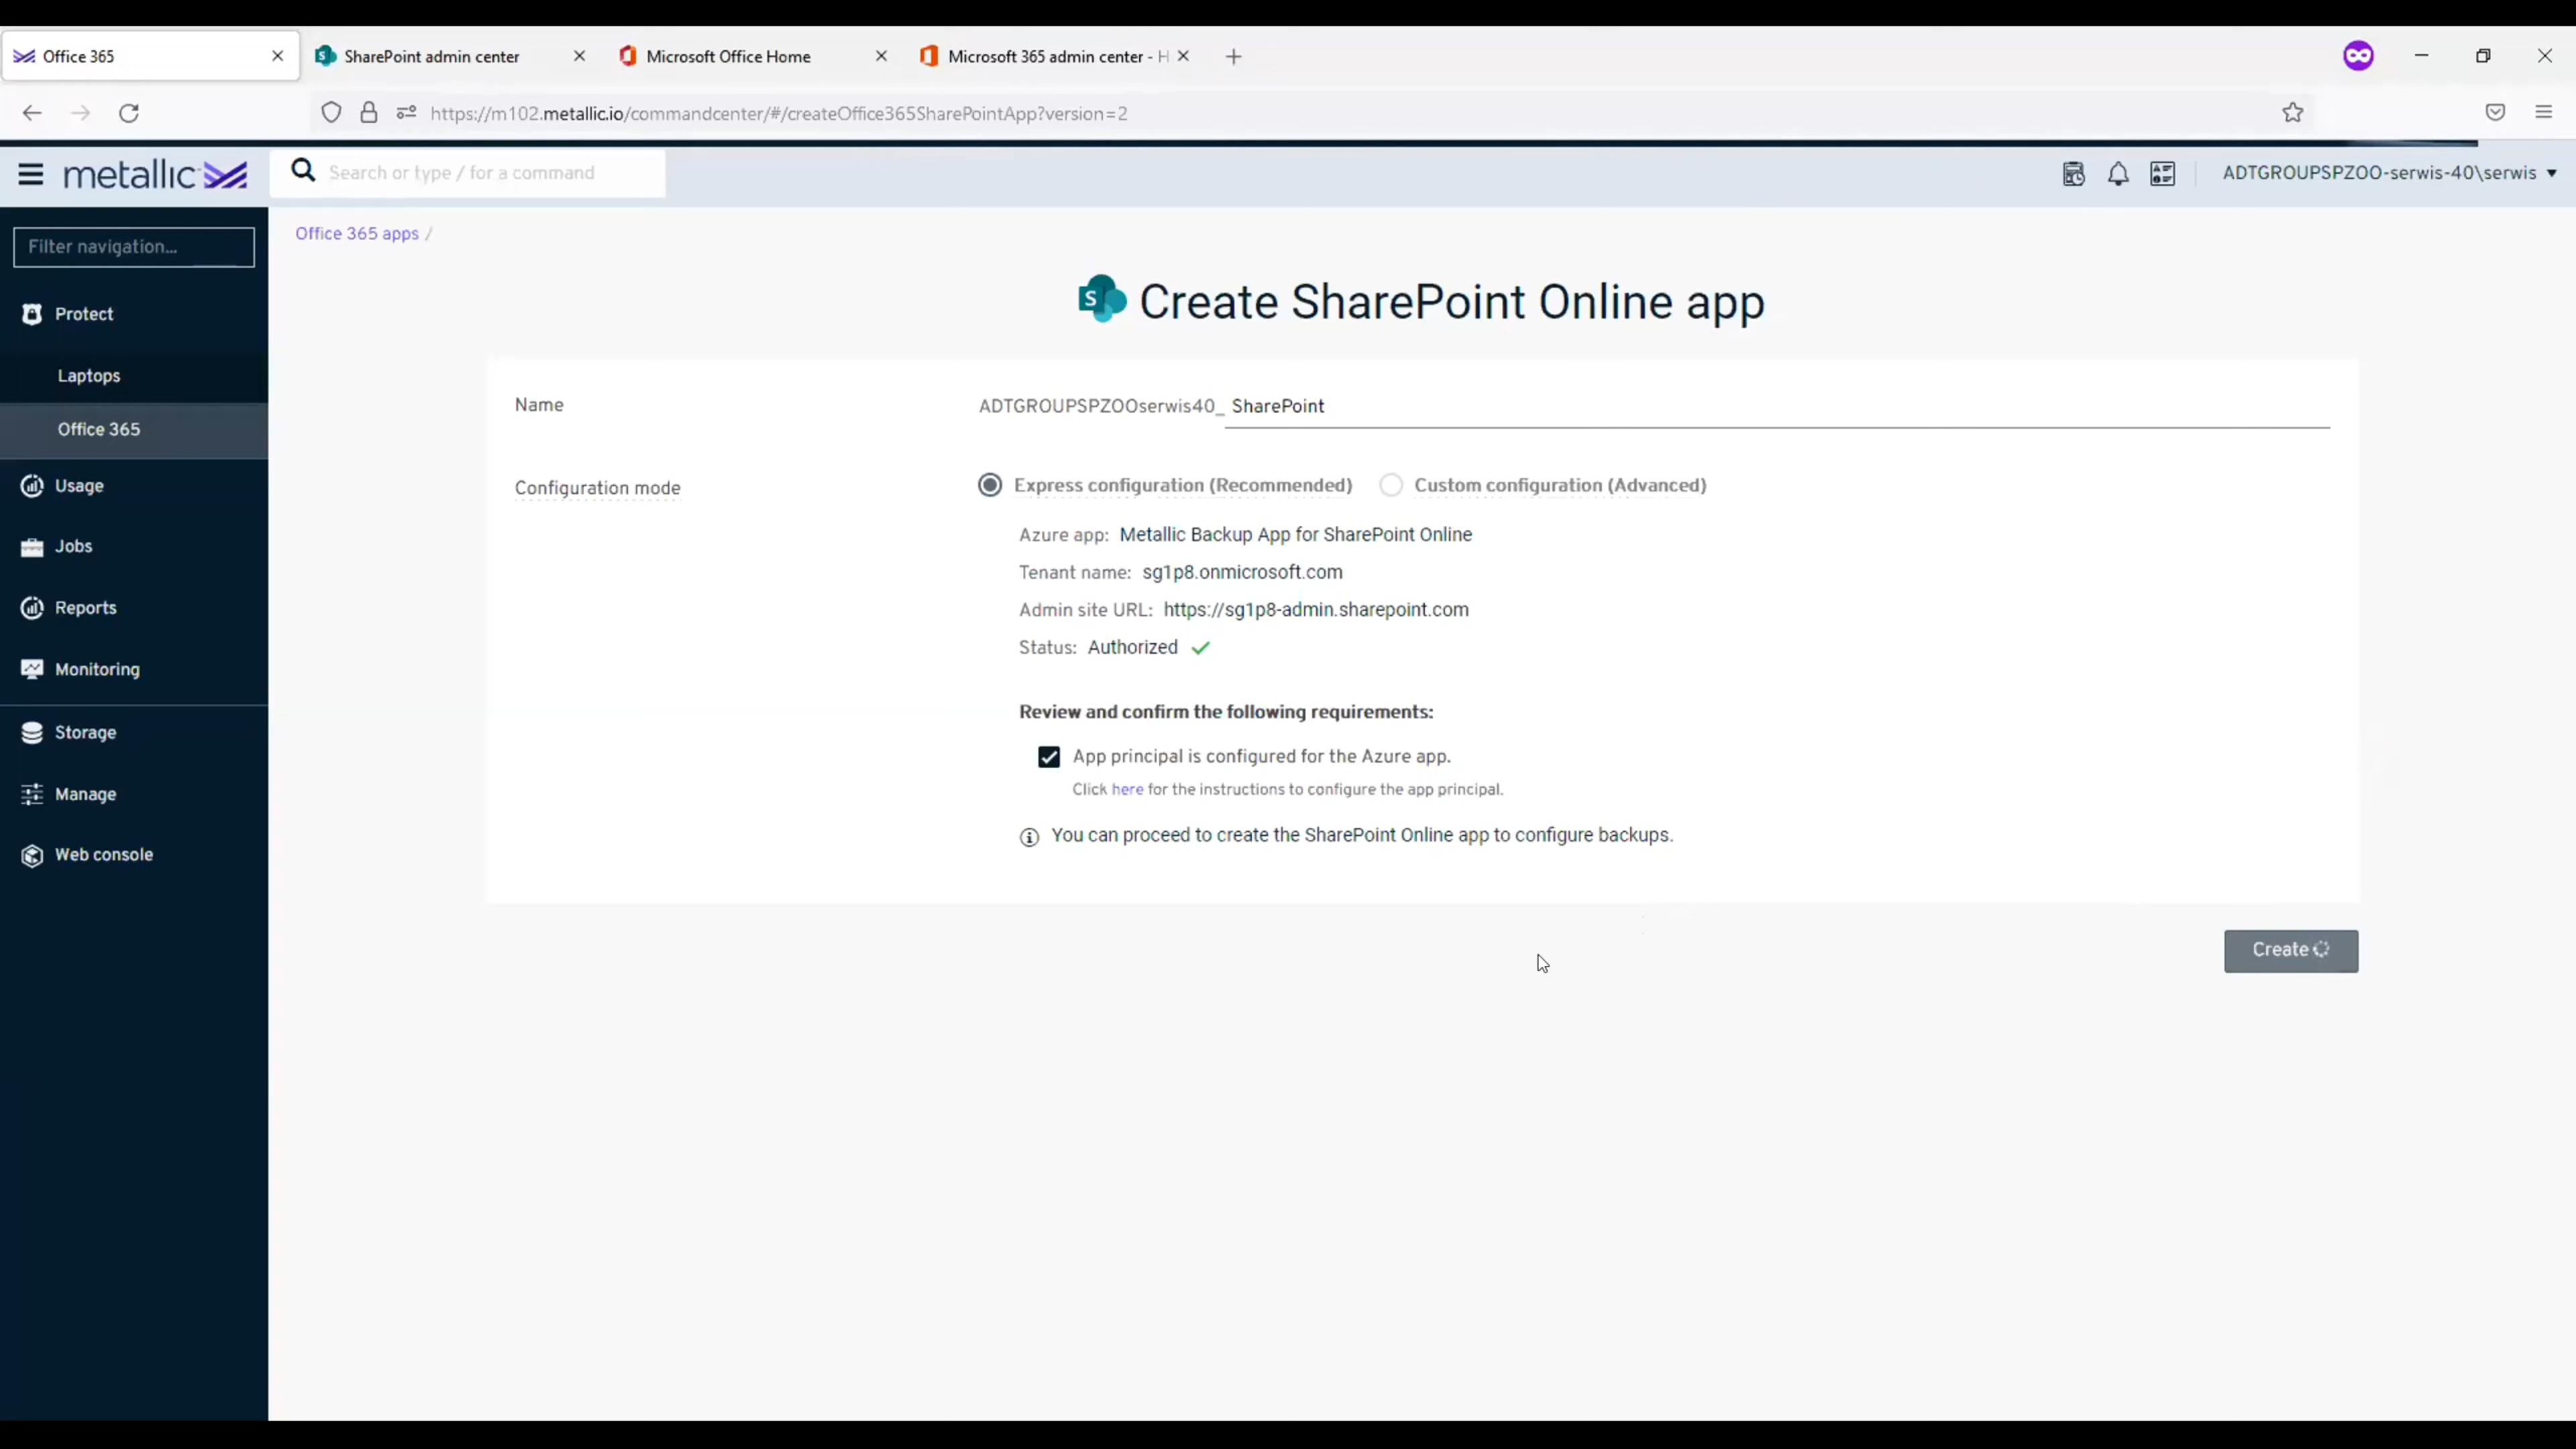 Office 365
SharePoint admin center
Microsoft Office Home
Microsoft 365 admin center - H
https://m102.metallic.io/commandcenter/#/createOffice365SharePointApp?version=2
metallic
Search or type / for a command
ADTGROUPSPZOO-serwis-40\serwis
Filter navigation...
Protect
Laptops
Office 365
Usage
Jobs
Reports
Monitoring
Storage
Manage
Web console
Office 365 apps /
Create SharePoint Online app
Name
ADTGROUPSPZOOserwis40_ SharePoint
Configuration mode
Express configuration (Recommended)
Custom configuration (Advanced)
Azure app: Metallic Backup App for SharePoint Online
Tenant name: sg1p8.onmicrosoft.com
Admin site URL: https://sg1p8-admin.sharepoint.com
Status: Authorized
Review and confirm the following requirements:
App principal is configured for the Azure app.
Click here for the instructions to configure the app principal.
You can proceed to create the SharePoint Online app to configure backups.
Create